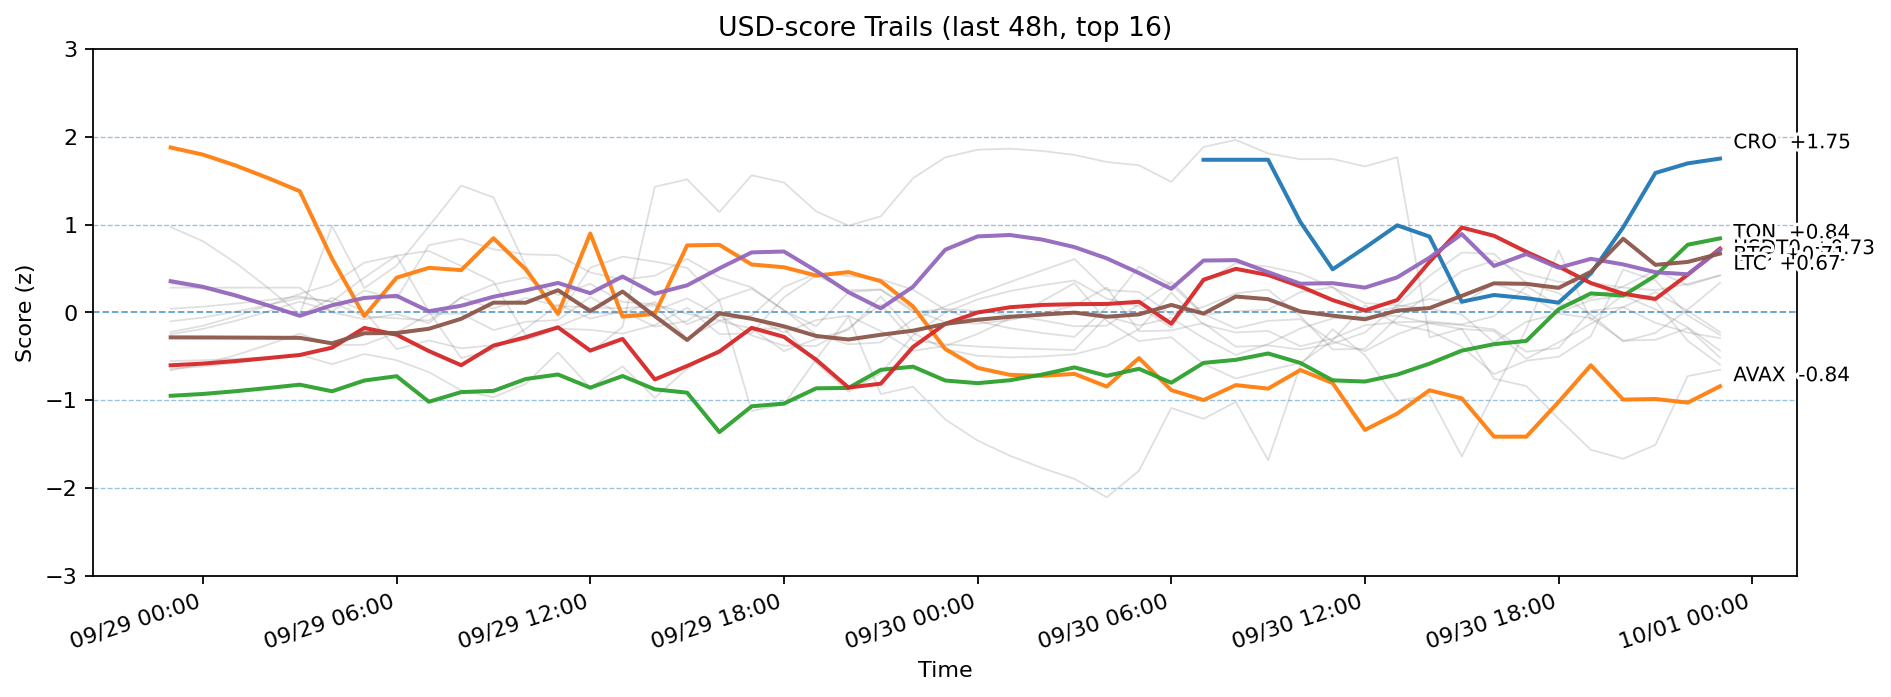 USD-score Trails (last 48h, top 16)
Score (z)
3
2
1
0
−1
−2
−3
CRO +1.75
TON +0.84
USDT0 +0.73
LTC +0.67
AVAX -0.84
09/29 00:00
09/29 06:00
09/29 12:00
09/29 18:00
09/30 00:00
09/30 06:00
09/30 12:00
09/30 18:00
10/01 00:00
Time